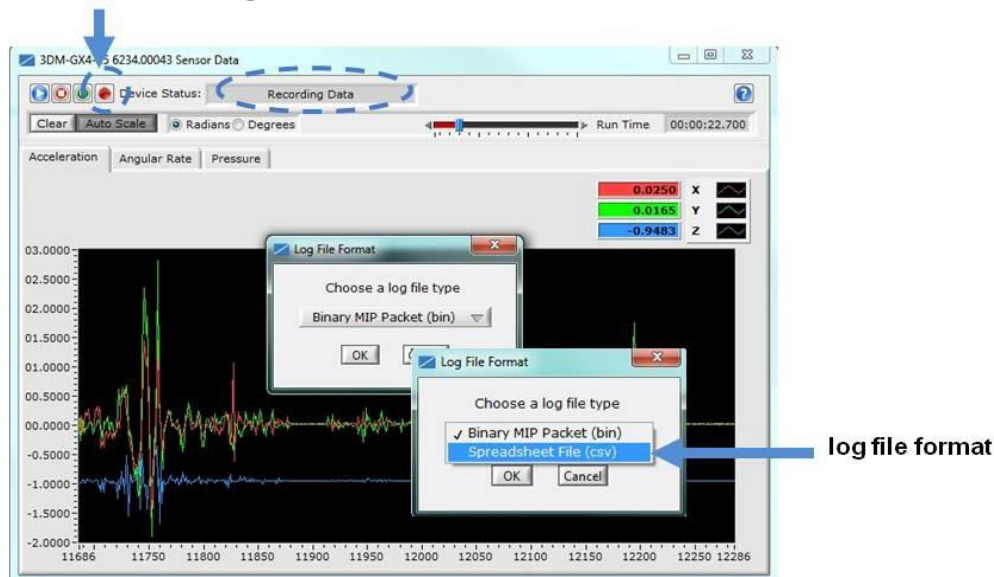 3DM-GX4- 5 6234.00043 Sensor Data
Device Status: Recording Data
Clear Auto Scale Radians Degrees Run Time 00:00:22.700
Acceleration Angular Rate Pressure
0.0250 X
0.0165 Y
-0.9483 Z
Log File Format
Choose a log file type
Binary MIP Packet (bin)
OK
Log File Format
Choose a log file type
✓ Binary MIP Packet (bin)
Spreadsheet File (csv)
OK Cancel
log file format
03.0000
02.5000
02.0000
01.5000
01.0000
00.5000
00.0000
-0.5000
-1.0000
-1.5000
-2.0000
11686 11750 11800 11850 11900 11950 12000 12050 12100 12150 12200 12250 12286